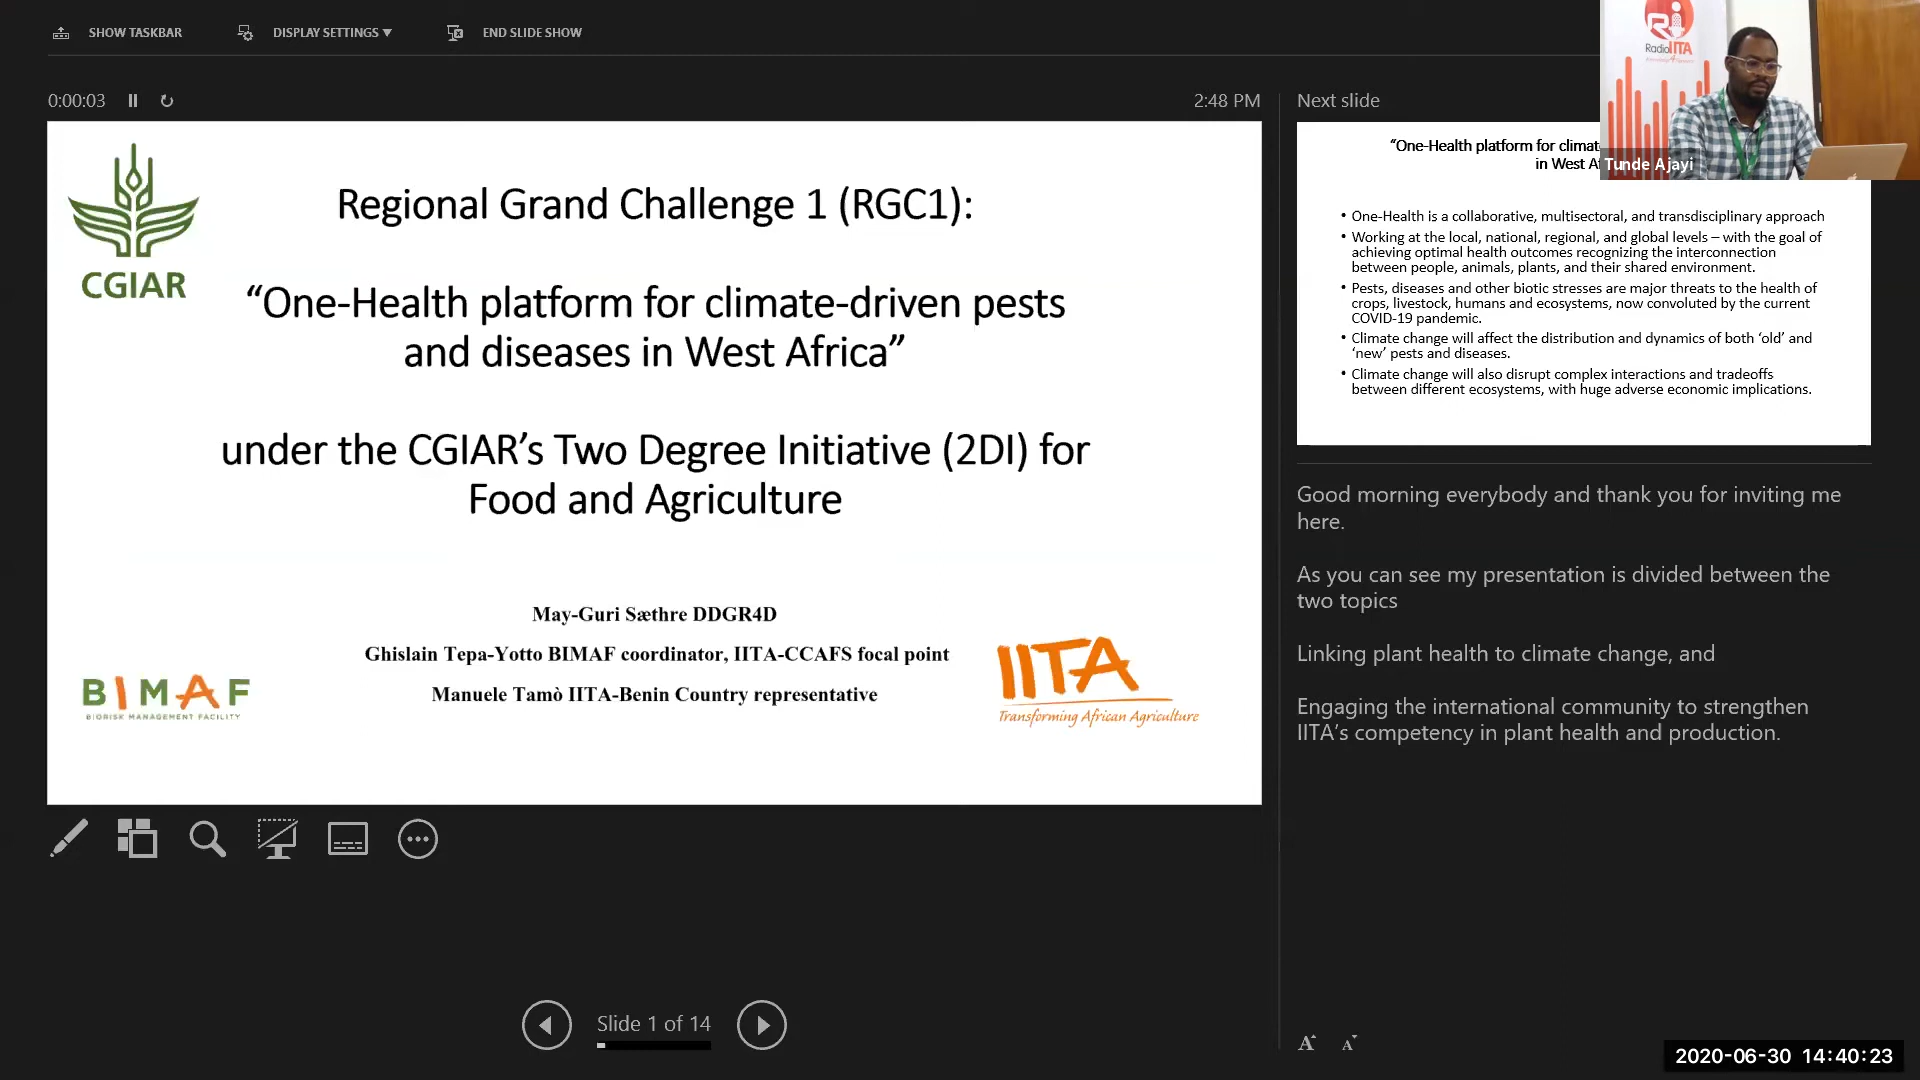 SHOW TASKBAR
DISPLAY SETTINGS ▼
END SLIDE SHOW
0:00:03
2:48 PM
CGIAR
Regional Grand Challenge 1 (RGC1):
“One-Health platform for climate-driven pests
and diseases in West Africa”
under the CGIAR’s Two Degree Initiative (2DI) for
Food and Agriculture
May-Guri Sæthre DDGR4D
Ghislain Tepa-Yotto BIMAF coordinator, IITA-CCAFS focal point
Manuele Tamò IITA-Benin Country representative
BIMAF
BIORISK MANAGEMENT FACILITY
IITA
Transforming African Agriculture
Slide 1 of 14
Next slide
“One-Health platform for climat
in West Af
• One-Health is a collaborative, multisectoral, and transdisciplinary approach
• Working at the local, national, regional, and global levels – with the goal of
achieving optimal health outcomes recognizing the interconnection
between people, animals, plants, and their shared environment.
• Pests, diseases and other biotic stresses are major threats to the health of
crops, livestock, humans and ecosystems, now convoluted by the current
COVID-19 pandemic.
• Climate change will affect the distribution and dynamics of both ‘old’ and
‘new’ pests and diseases.
• Climate change will also disrupt complex interactions and tradeoffs
between different ecosystems, with huge adverse economic implications.
Radio IITA
Tunde Ajayi
Good morning everybody and thank you for inviting me
here.
As you can see my presentation is divided between the
two topics
Linking plant health to climate change, and
Engaging the international community to strengthen
IITA’s competency in plant health and production.
A A
2020-06-30 14:40:23